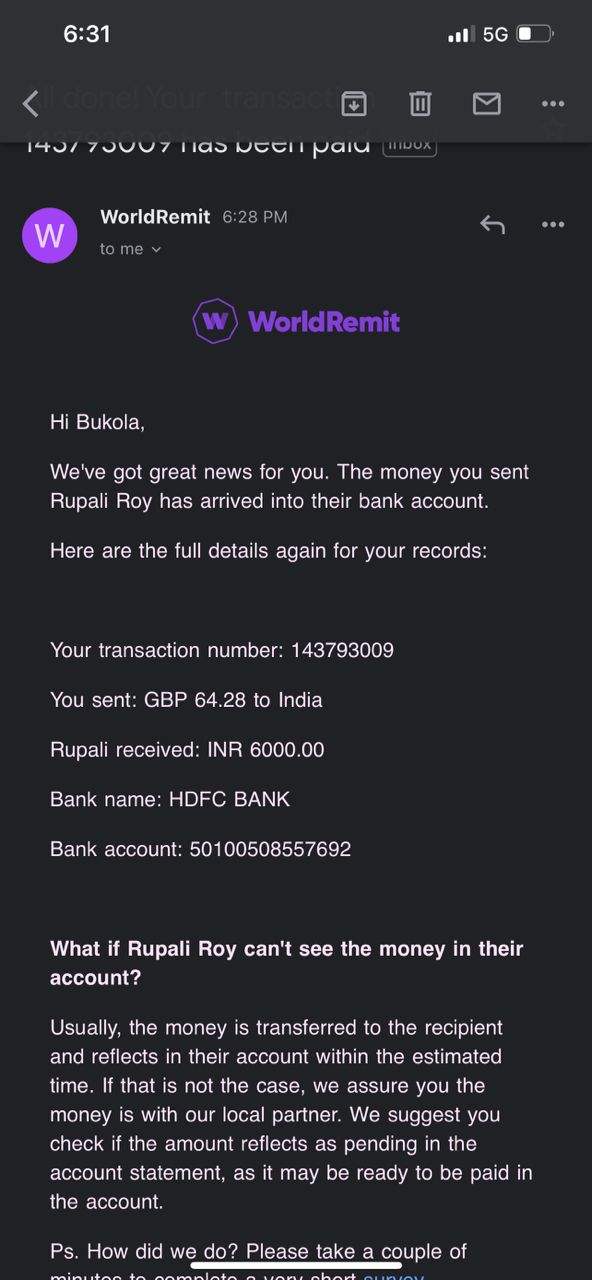 6:31
5G
All done! Your transaction
143793009 has been paid Inbox
W
WorldRemit 6:28 PM
to me
W WorldRemit
Hi Bukola,
We've got great news for you. The money you sent
Rupali Roy has arrived into their bank account.
Here are the full details again for your records:
Your transaction number: 143793009
You sent: GBP 64.28 to India
Rupali received: INR 6000.00
Bank name: HDFC BANK
Bank account: 50100508557692
What if Rupali Roy can't see the money in their
account?
Usually, the money is transferred to the recipient
and reflects in their account within the estimated
time. If that is not the case, we assure you the
money is with our local partner. We suggest you
check if the amount reflects as pending in the
account statement, as it may be ready to be paid in
the account.
Ps. How did we do? Please take a couple of
minutes to complete a very short survey